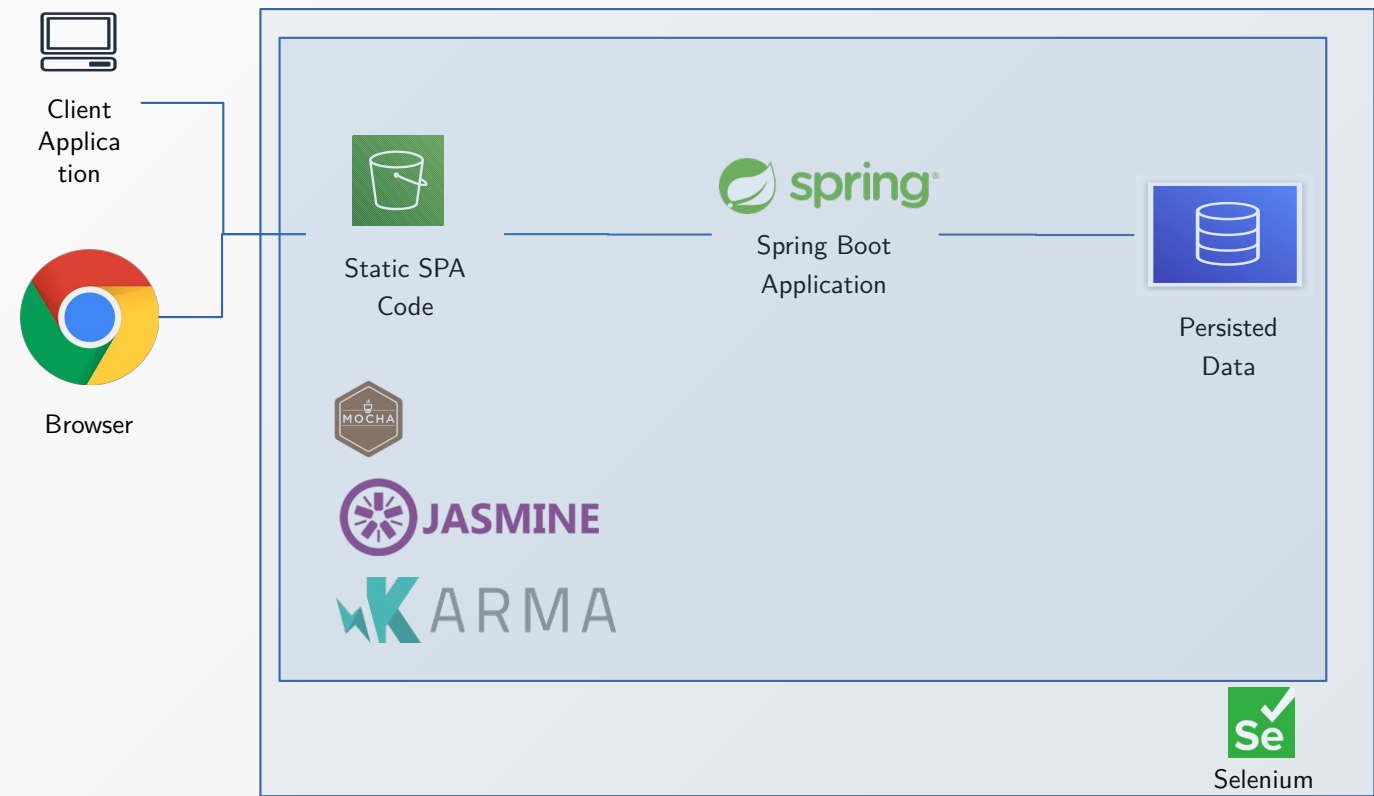 Client
Applica
tion
Browser
Static SPA
Code
spring
Spring Boot
Application
Persisted
Data
MOCHA
JASMINE
KARMA
Se
Selenium